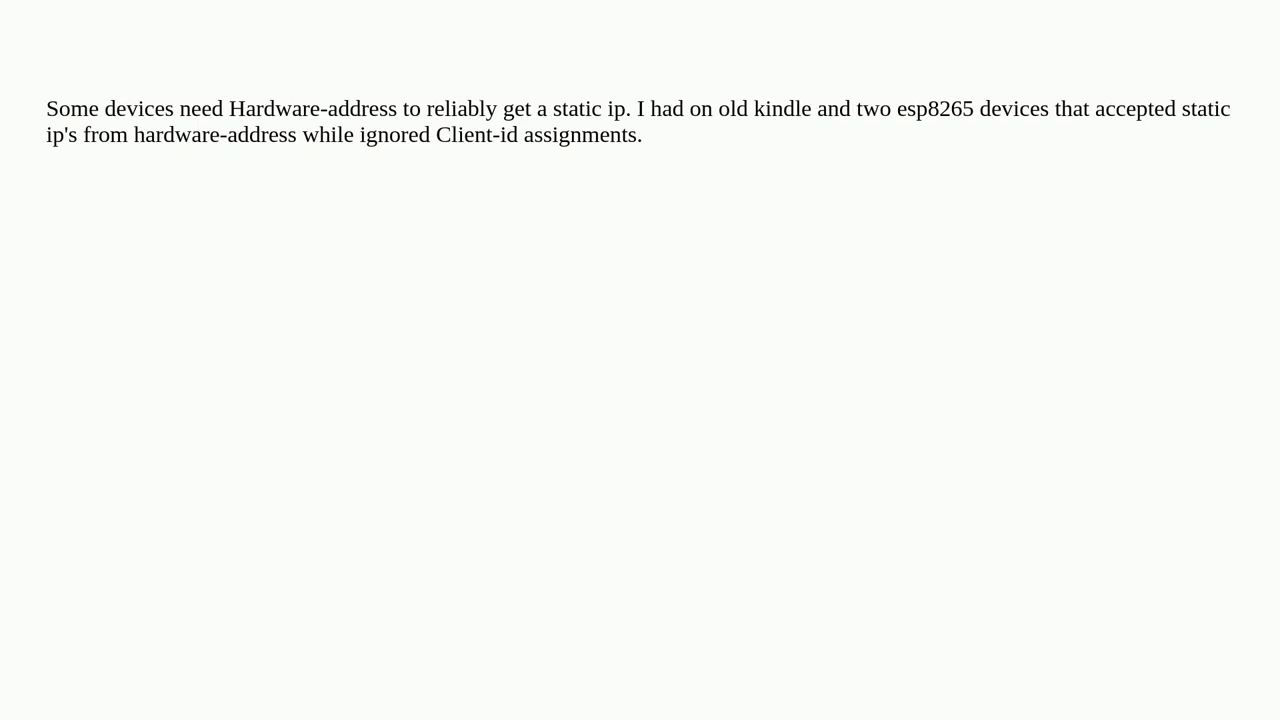 Some devices need Hardware-address to reliably get a static ip. I had on old kindle and two esp8265 devices that accepted static
ip's from hardware-address while ignored Client-id assignments.